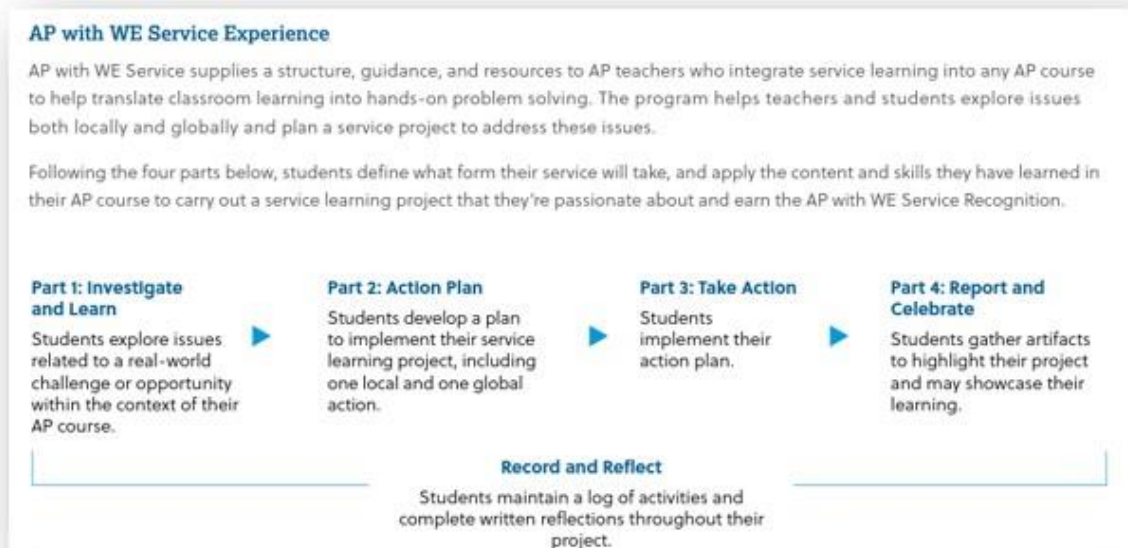 AP with WE Service Experience
AP with WE Service supplies a structure, guidance, and resources to AP teachers who integrate service learning into any AP course
to help translate classroom learning into hands-on problem solving. The program helps teachers and students explore issues
both locally and globally and plan a service project to address these issues.
Following the four parts below, students define what form their service will take, and apply the content and skills they have learned in
their AP course to carry out a service learning project that they're passionate about and earn the AP with WE Service Recognition.
Part 1: Investigate
and Learn
Students explore issues
related to a real-world
challenge or opportunity
within the context of their
AP course.
Part 2: Action Plan
Students develop a plan
to implement their service
learning project, including
one local and one global
action.
Part 3: Take Action
Students
implement their
action plan.
Part 4: Report and
Celebrate
Students gather artifacts
to highlight their project
and may showcase their
learning.
Record and Reflect
Students maintain a log of activities and
complete written reflections throughout their
project.